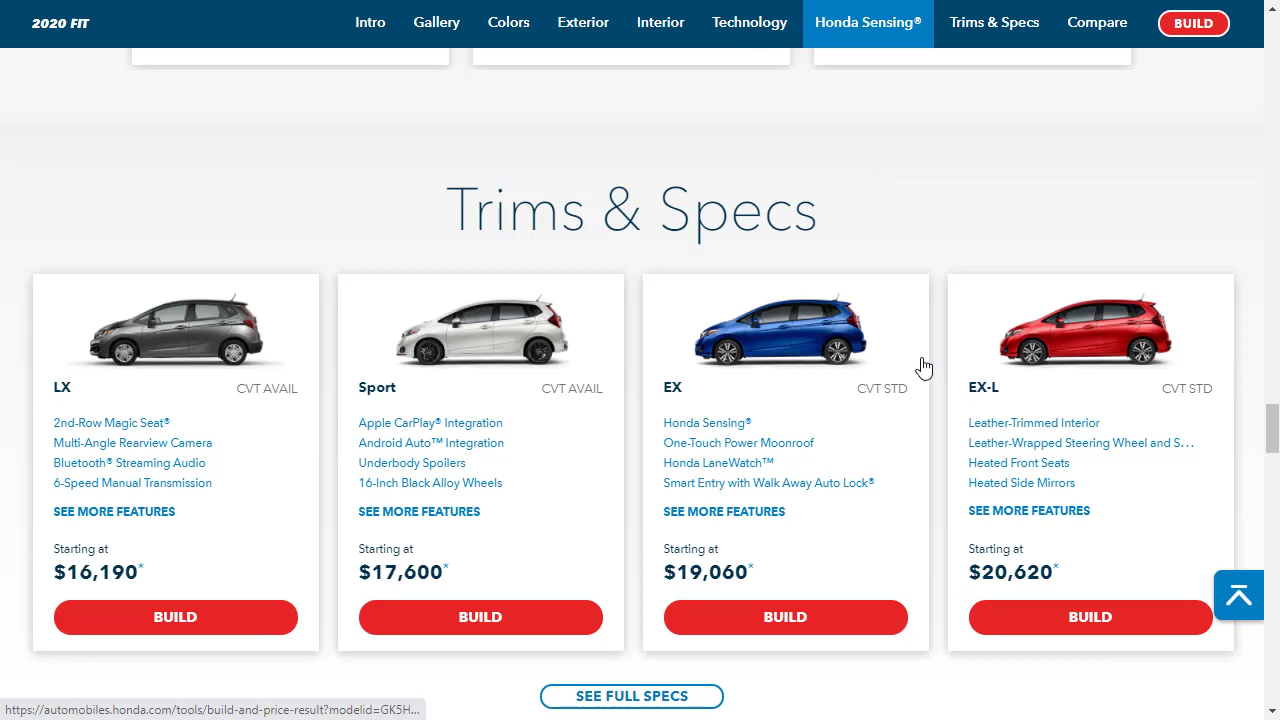 2020 FIT
Intro
Gallery
Colors
Exterior
Interior
Technology
Honda Sensing®
Trims & Specs
Compare
BUILD
Trims & Specs
LX
CVT AVAIL
2nd-Row Magic Seat®
Multi-Angle Rearview Camera
Bluetooth® Streaming Audio
6-Speed Manual Transmission
SEE MORE FEATURES
Starting at
$16,190*
BUILD
Sport
CVT AVAIL
Apple CarPlay® Integration
Android Auto™ Integration
Underbody Spoilers
16-Inch Black Alloy Wheels
SEE MORE FEATURES
Starting at
$17,600*
BUILD
EX
CVT STD
Honda Sensing®
One-Touch Power Moonroof
Honda LaneWatch™
Smart Entry with Walk Away Auto Lock®
SEE MORE FEATURES
Starting at
$19,060*
BUILD
EX-L
CVT STD
Leather-Trimmed Interior
Leather-Wrapped Steering Wheel and S...
Heated Front Seats
Heated Side Mirrors
SEE MORE FEATURES
Starting at
$20,620*
BUILD
SEE FULL SPECS
https://automobiles.honda.com/tools/build-and-price-result?modelid=GK5H...